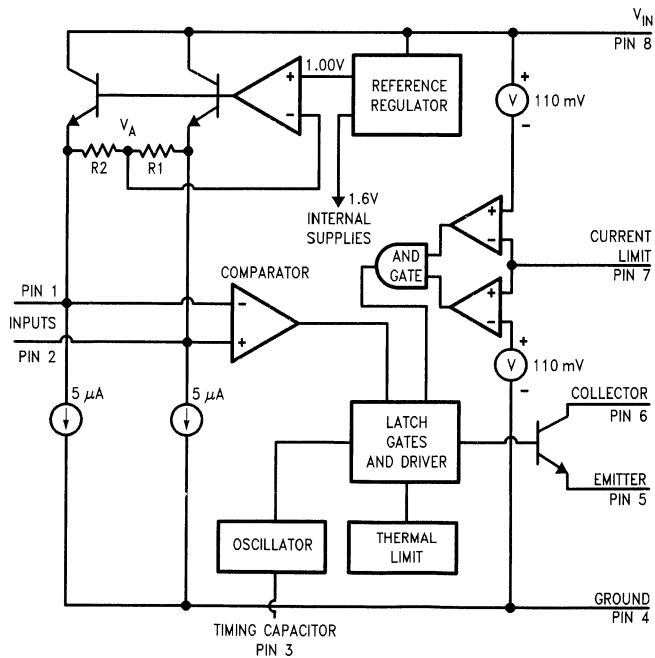 V_IN
PIN 8
1.00V
REFERENCE
REGULATOR
+
V
110 mV
-
+
-
V_A
R2
R1
1.6V
INTERNAL
SUPPLIES
AND
GATE
+
-
+
-
CURRENT
LIMIT
PIN 7
COMPARATOR
PIN 1
INPUTS
PIN 2
-
+
+
V
110 mV
-
5 μA
5 μA
LATCH
GATES
AND DRIVER
COLLECTOR
PIN 6
EMITTER
PIN 5
OSCILLATOR
THERMAL
LIMIT
GROUND
PIN 4
TIMING CAPACITOR
PIN 3